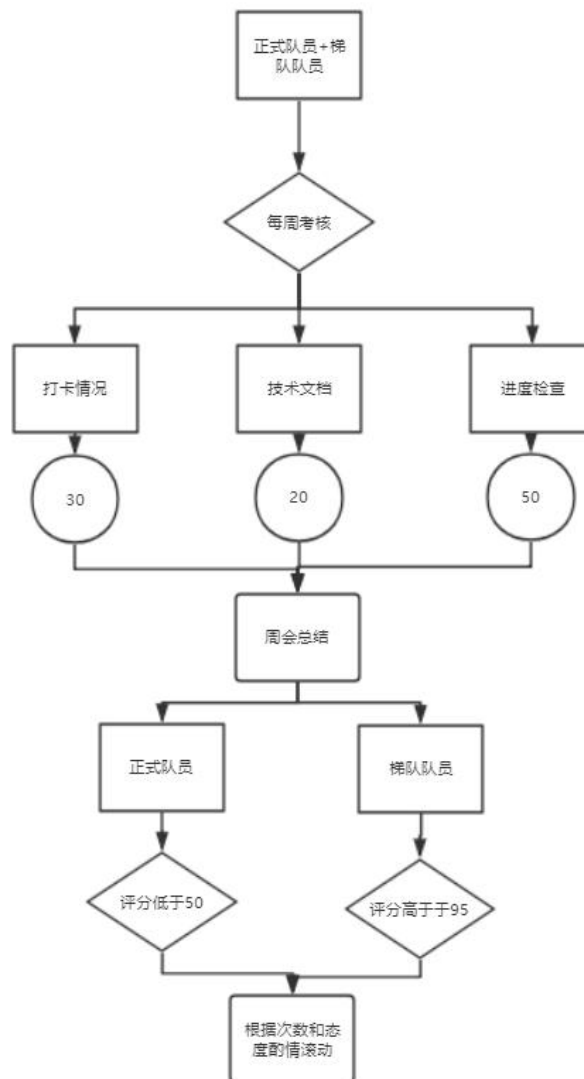 正式队员+梯
队队员
每周考核
打卡情况
技术文档
进度检查
30
20
50
周会总结
正式队员
梯队队员
评分低于50
评分高于于95
根据次数和态
度酌情滚动